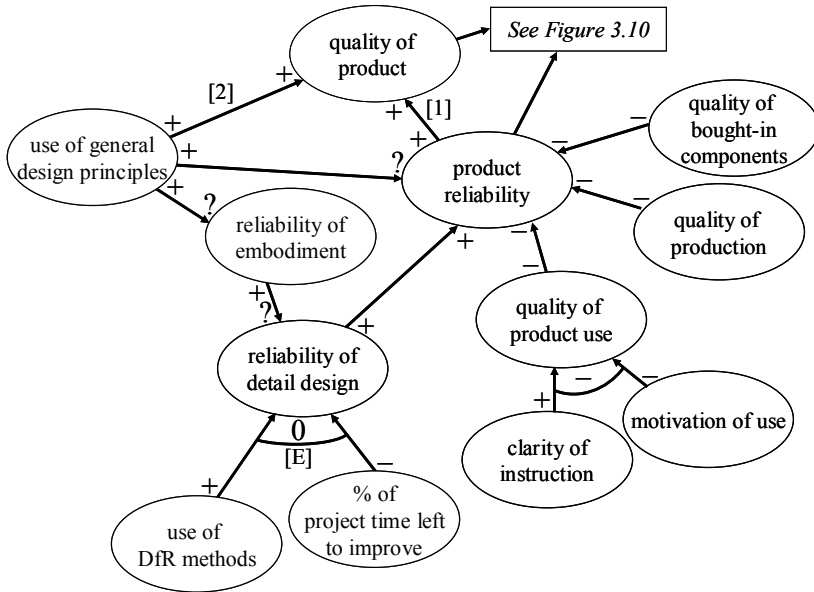 quality of
product
See Figure 3.10
+
[2]
+
+
[1]
+
use of general
design principles
+
+
?
product
reliability
−
−
quality of
bought-in
components
+
?
reliability of
embodiment
−
−
quality of
production
+
−
−
+
?
quality of
product use
reliability of
detail design
+
−
+
−
motivation of use
0
[E]
clarity of
instruction
+
−
use of
DfR methods
% of
project time left
to improve